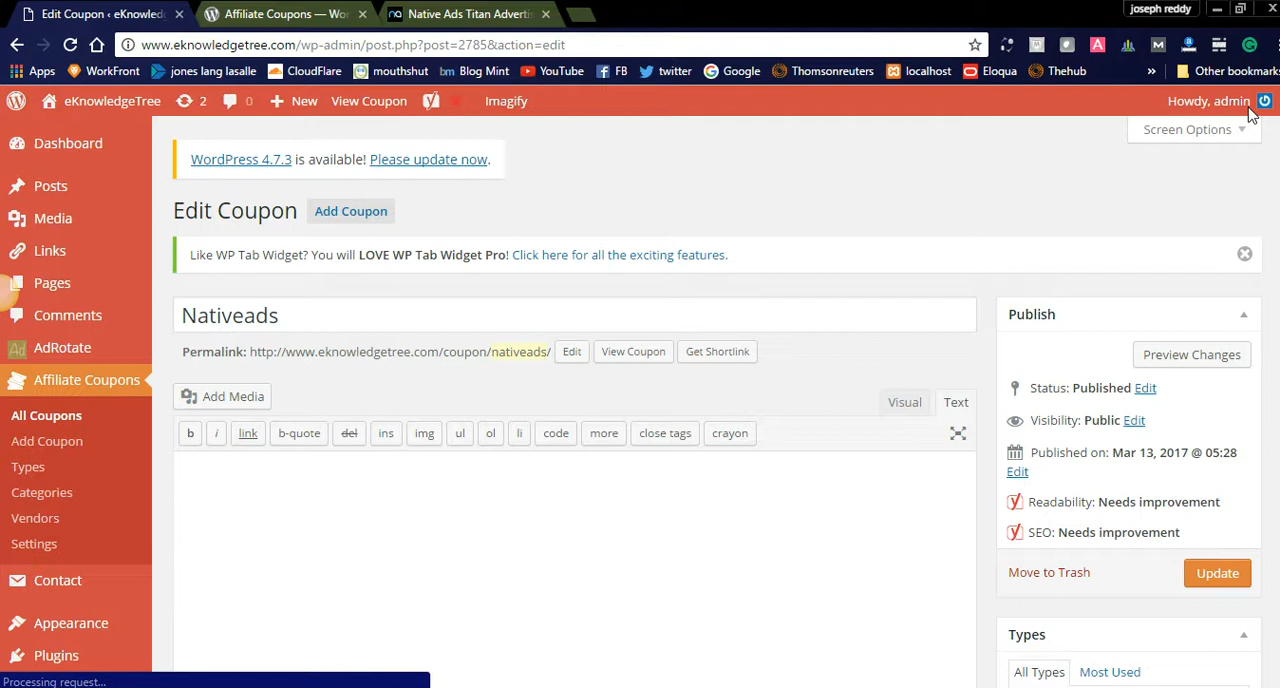 Edit Coupon ‹ eKnowledg
Affiliate Coupons — Wor
Native Ads Titan Adverti
joseph reddy
www.eknowledgetree.com/wp-admin/post.php?post=2785&action=edit
Apps
WorkFront
jones lang lasalle
CloudFlare
mouthshut
bm Blog Mint
YouTube
FB
twitter
Google
Thomsonreuters
localhost
Eloqua
Thehub
»
Other bookmarks
eKnowledgeTree
2
0
+ New
View Coupon
Imagify
Howdy, admin
Screen Options
Dashboard
Posts
Media
Links
Pages
Comments
AdRotate
Affiliate Coupons
All Coupons
Add Coupon
Types
Categories
Vendors
Settings
Contact
Appearance
Plugins
Processing request...
WordPress 4.7.3 is available! Please update now.
Edit Coupon
Add Coupon
Like WP Tab Widget? You will LOVE WP Tab Widget Pro! Click here for all the exciting features.
Nativeads
Permalink: http://www.eknowledgetree.com/coupon/nativeads/
Edit
View Coupon
Get Shortlink
Add Media
Visual
Text
b
i
link
b-quote
del
ins
img
ul
ol
li
code
more
close tags
crayon
Publish
Preview Changes
Status: Published Edit
Visibility: Public Edit
Published on: Mar 13, 2017 @ 05:28
Edit
Readability: Needs improvement
SEO: Needs improvement
Move to Trash
Update
Types
All Types
Most Used